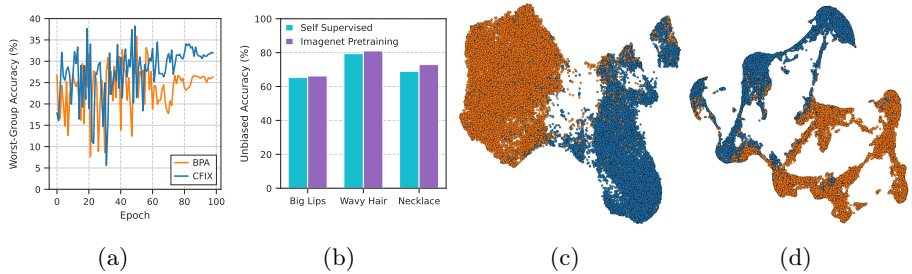 Worst-Group Accuracy (%)
40
35
30
25
20
15
10
5
0
0 20 40 60 80 100
Epoch
BPA
CFIX
(a)
Unbiased Accuracy (%)
100
80
60
40
20
0
Self Supervised
Imagenet Pretraining
Big Lips Wavy Hair Necklace
(b)
(c)
(d)